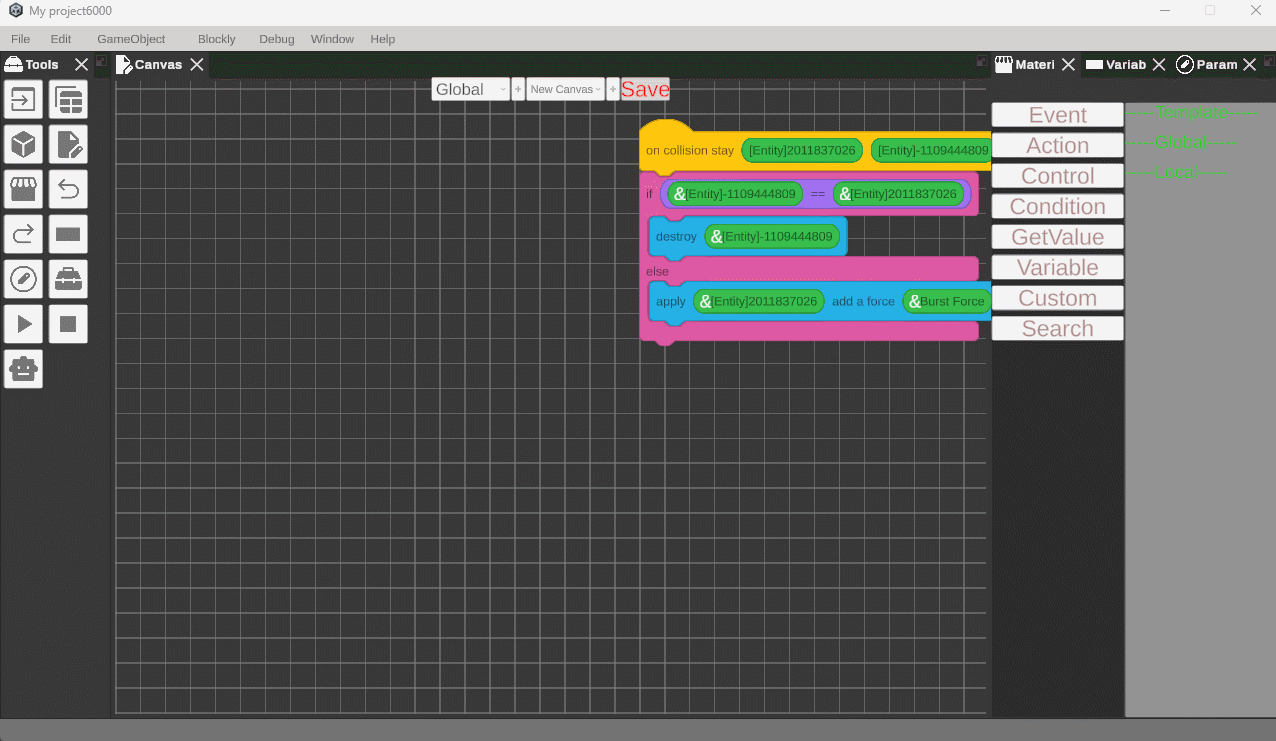 My project6000
File Edit GameObject Blockly Debug Window Help
Tools
Canvas
Materi
Variab
Param
Global
+
New Canvas
+
Save
on collision stay [Entity]2011837026 [Entity]-1109444809
if &[Entity]-1109444809 == &[Entity]2011837026
destroy &[Entity]-1109444809
else
apply &[Entity]2011837026 add a force &Burst Force
Event
Action
Control
Condition
GetValue
Variable
Custom
Search
Template
Global